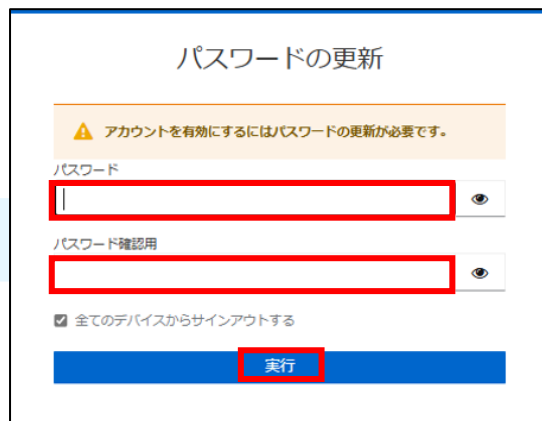 パスワードの更新
アカウントを有効にするにはパスワードの更新が必要です。
パスワード
パスワード確認用
全てのデバイスからサインアウトする
実行